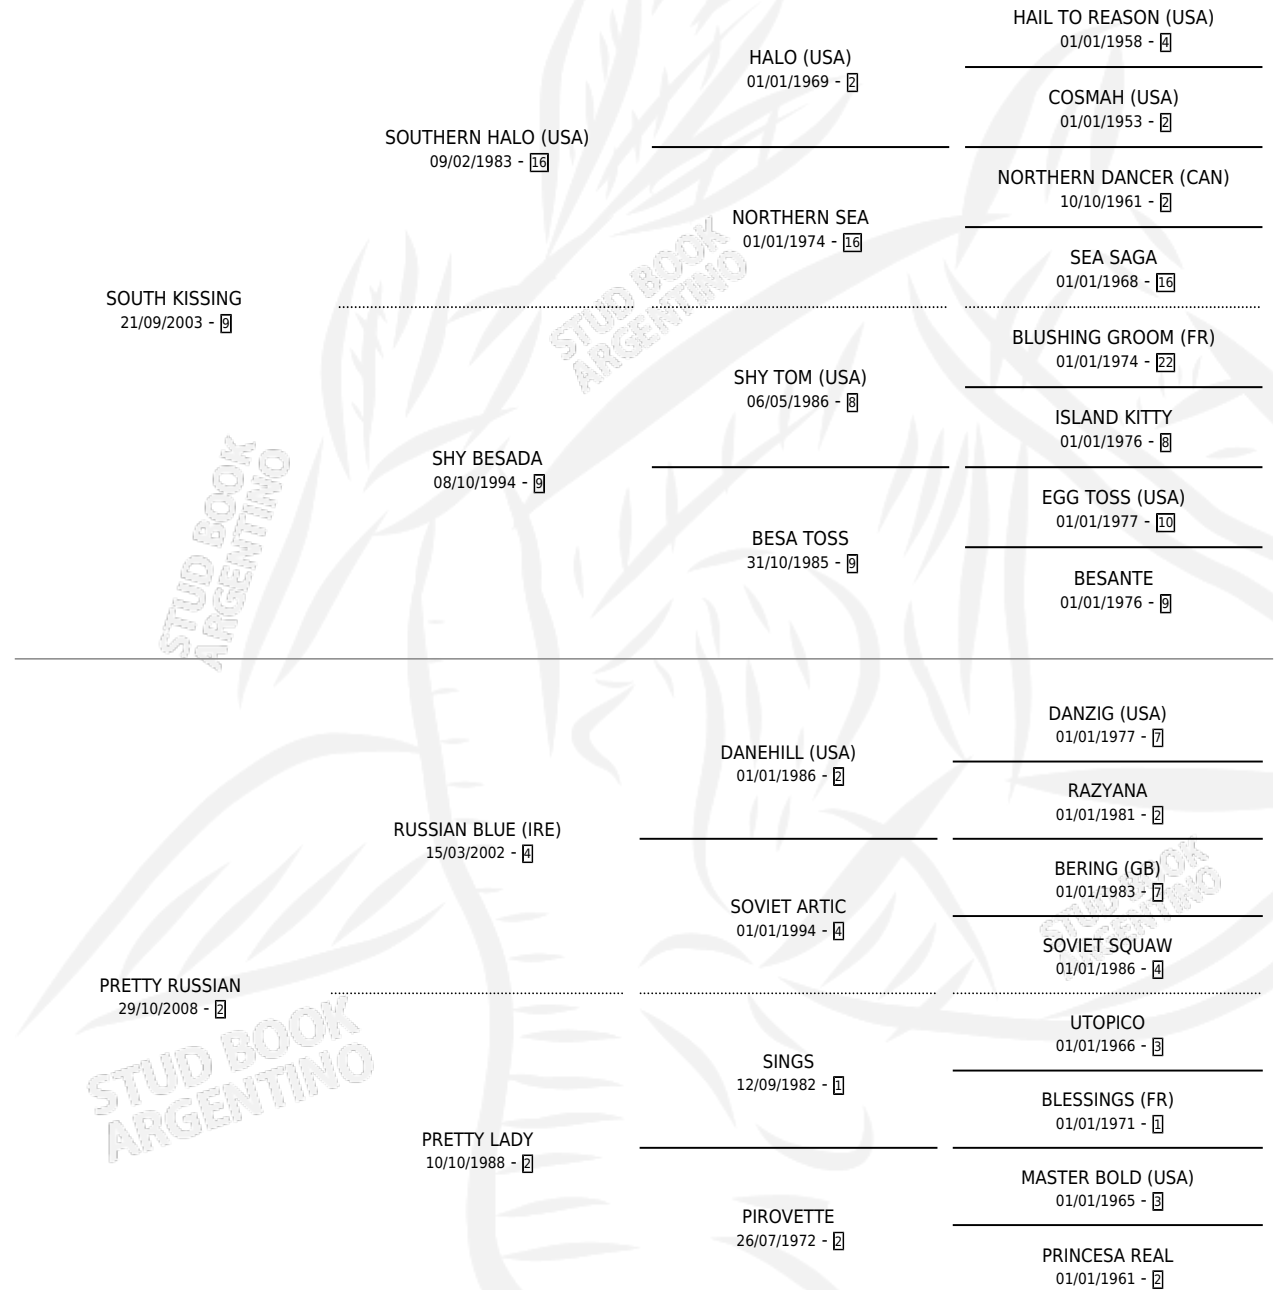 HAIL TO REASON (USA)
01/01/1958 - 4
HALO (USA)
01/01/1969 - 2
COSMAH (USA)
01/01/1953 - 2
SOUTHERN HALO (USA)
09/02/1983 - 16
NORTHERN DANCER (CAN)
10/10/1961 - 2
NORTHERN SEA
01/01/1974 - 16
SEA SAGA
01/01/1968 - 16
SOUTH KISSING
21/09/2003 - 9
BLUSHING GROOM (FR)
01/01/1974 - 22
SHY TOM (USA)
06/05/1986 - 8
ISLAND KITTY
01/01/1976 - 8
SHY BESADA
08/10/1994 - 9
EGG TOSS (USA)
01/01/1977 - 10
BESA TOSS
31/10/1985 - 9
BESANTE
01/01/1976 - 9
DANZIG (USA)
01/01/1977 - 7
DANEHILL (USA)
01/01/1986 - 2
RAZYANA
01/01/1981 - 2
RUSSIAN BLUE (IRE)
15/03/2002 - 4
BERING (GB)
01/01/1983 - 7
SOVIET ARTIC
01/01/1994 - 4
SOVIET SQUAW
01/01/1986 - 4
PRETTY RUSSIAN
29/10/2008 - 2
UTOPICO
01/01/1966 - 3
SINGS
12/09/1982 - 1
BLESSINGS (FR)
01/01/1971 - 1
PRETTY LADY
10/10/1988 - 2
MASTER BOLD (USA)
01/01/1965 - 3
PIROVETTE
26/07/1972 - 2
PRINCESA REAL
01/01/1961 - 2
STUD BOOK
ARGENTINO
STUD BOOK
ARGENTINO
STUD BOOK
ARGENTINO
STUD BOOK
ARGENTINO